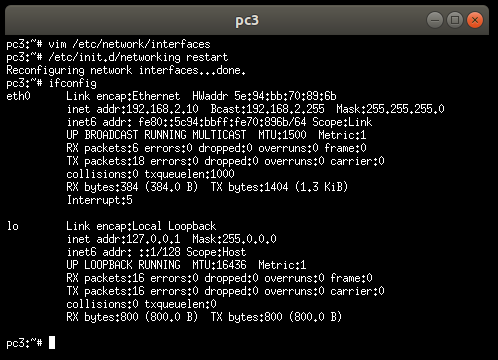 pc3
pc3:~# vim /etc/network/interfaces
pc3:~# /etc/init.d/networking restart
Reconfiguring network interfaces...done.
pc3:~# ifconfig
eth0      Link encap:Ethernet  HWaddr 5e:94:bb:70:89:6b
          inet addr:192.168.2.10  Bcast:192.168.2.255  Mask:255.255.255.0
          inet6 addr: fe80::5c94:bbff:fe70:896b/64 Scope:Link
          UP BROADCAST RUNNING MULTICAST  MTU:1500  Metric:1
          RX packets:6 errors:0 dropped:0 overruns:0 frame:0
          TX packets:18 errors:0 dropped:0 overruns:0 carrier:0
          collisions:0 txqueuelen:1000
          RX bytes:384 (384.0 B)  TX bytes:1404 (1.3 KiB)
          Interrupt:5
lo        Link encap:Local Loopback
          inet addr:127.0.0.1  Mask:255.0.0.0
          inet6 addr: ::1/128 Scope:Host
          UP LOOPBACK RUNNING  MTU:16436  Metric:1
          RX packets:16 errors:0 dropped:0 overruns:0 frame:0
          TX packets:16 errors:0 dropped:0 overruns:0 carrier:0
          collisions:0 txqueuelen:0
          RX bytes:800 (800.0 B)  TX bytes:800 (800.0 B)
pc3:~#